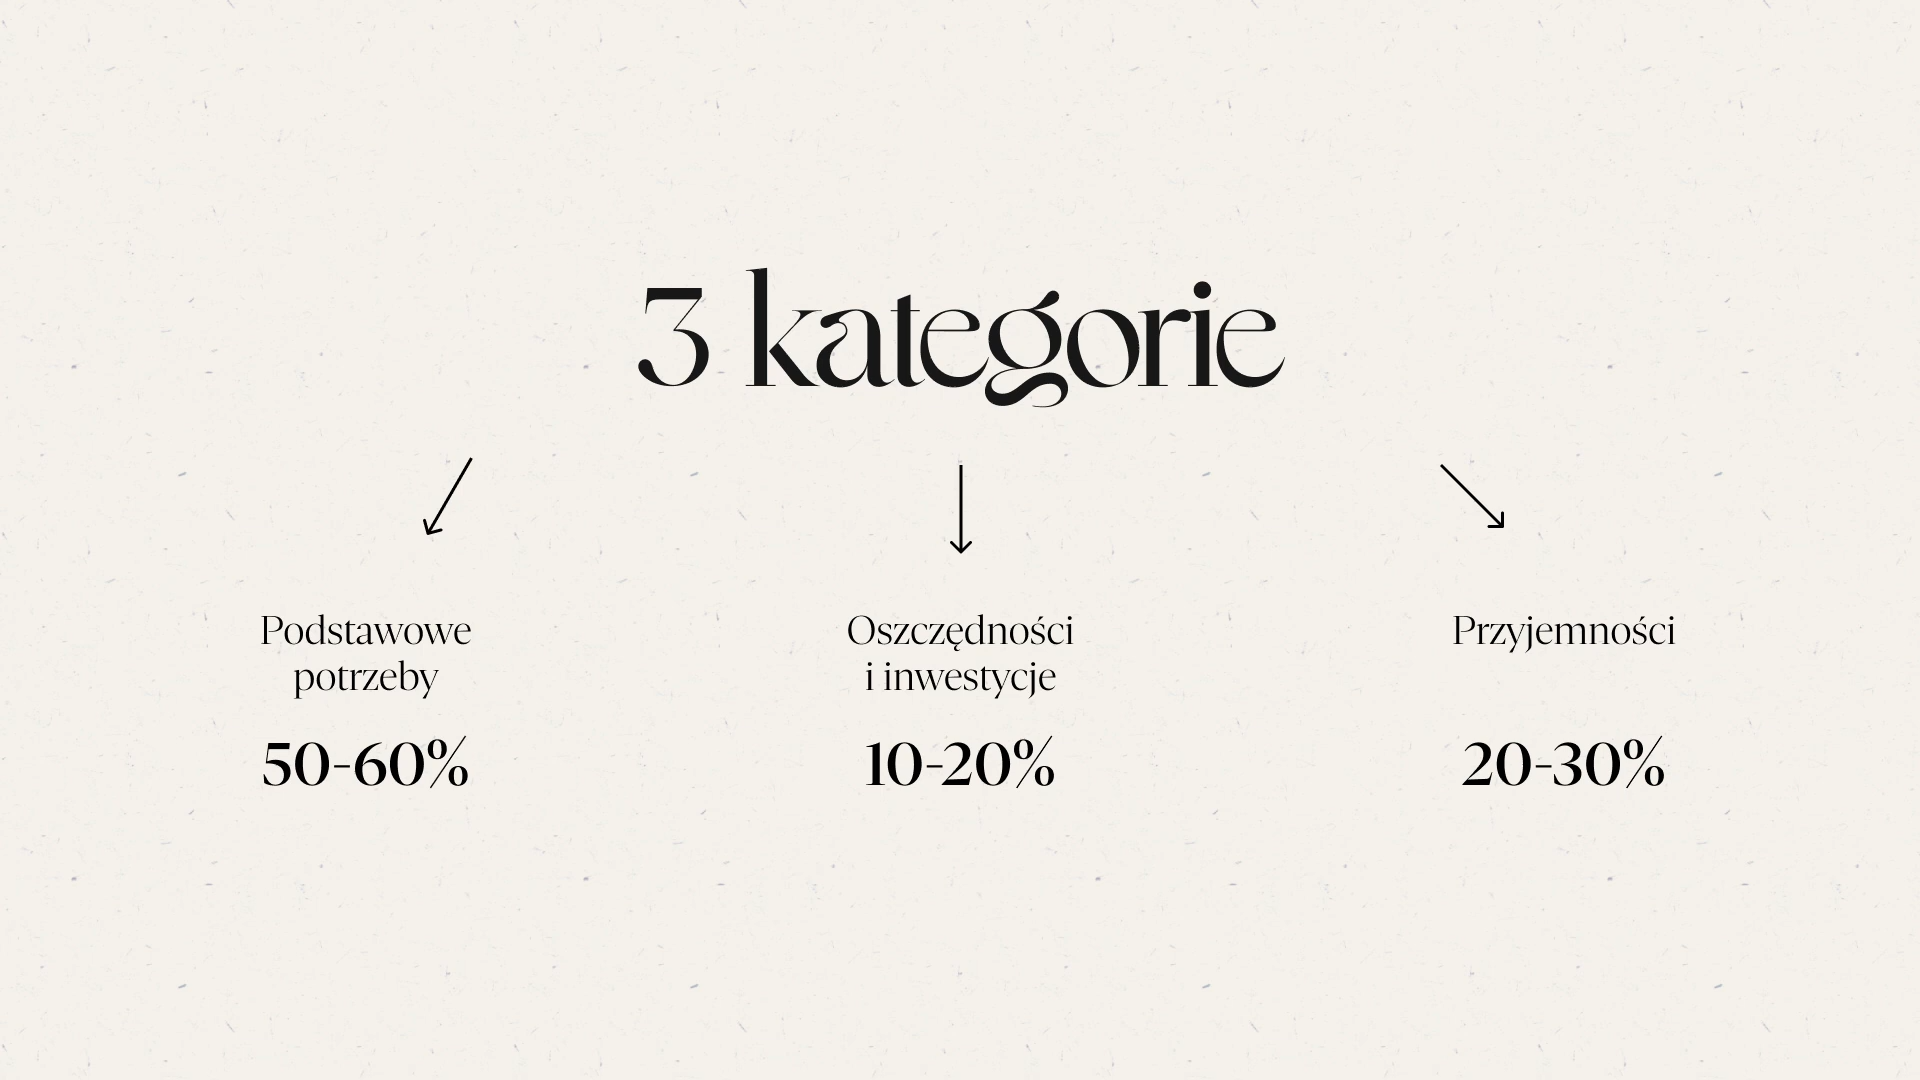 3 kategorie
Podstawowe
potrzeby
50-60%
Oszczędności
i inwestycje
10-20%
Przyjemności
20-30%